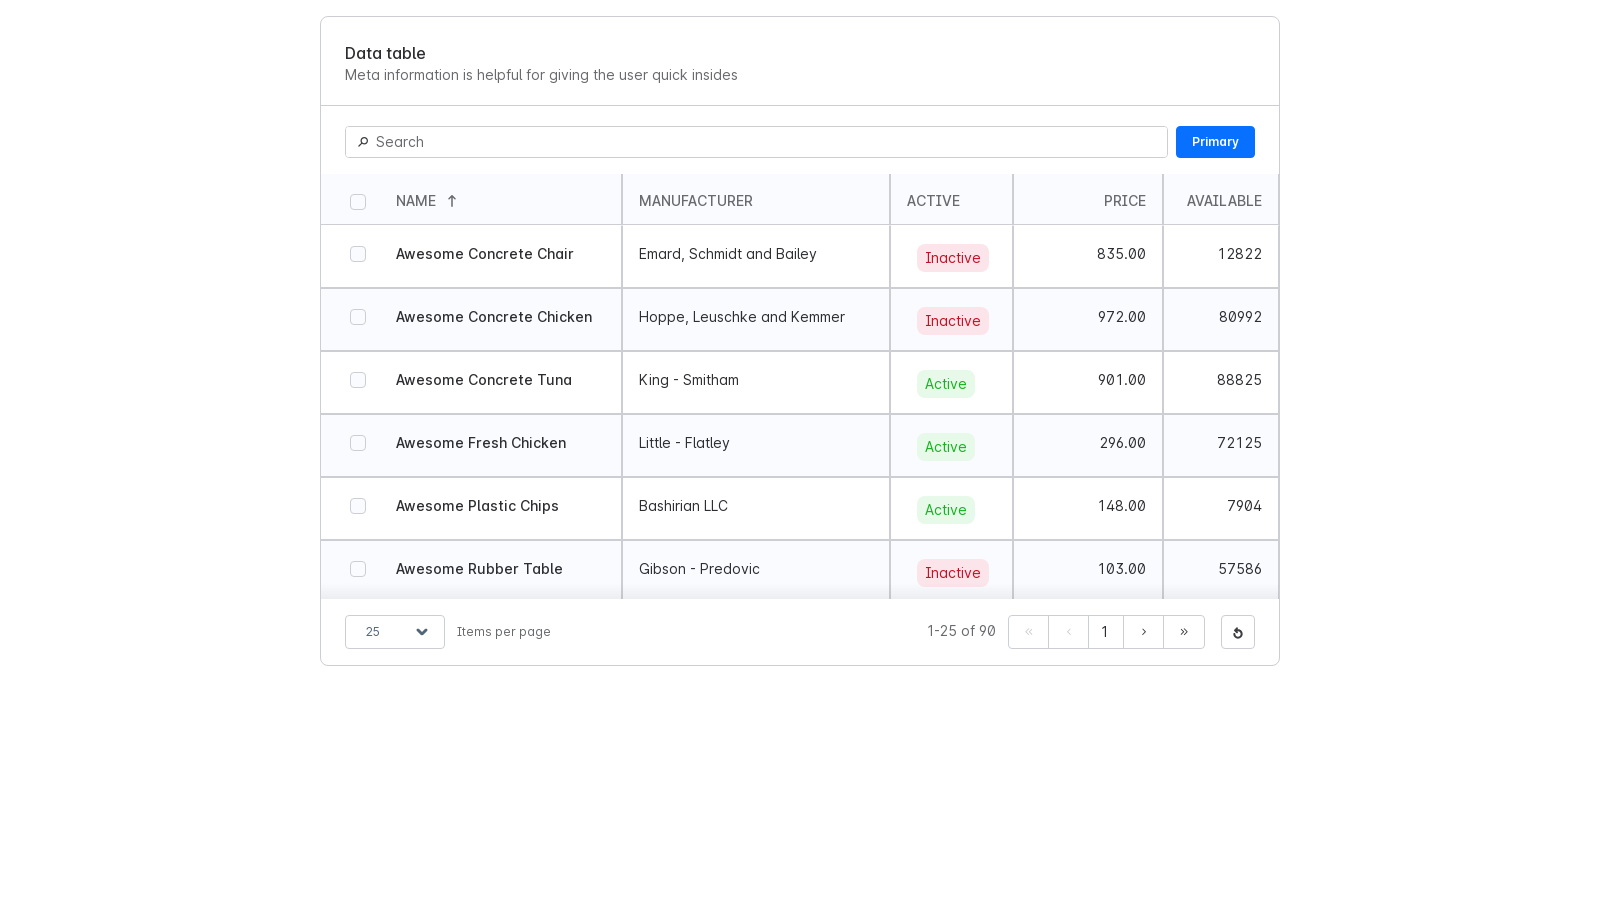 Data table
Meta information is helpful for giving the user quick insides
Search Primary
NAME MANUFACTURER ACTIVE PRICE AVAILABLE
Awesome Concrete Chair Emard, Schmidt and Bailey Inactive 835.00 12822
Awesome Concrete Chicken Hoppe, Leuschke and Kemmer Inactive 972.00 80992
Awesome Concrete Tuna King - Smitham Active 901.00 88825
Awesome Fresh Chicken Little - Flatley Active 296.00 72125
Awesome Plastic Chips Bashirian LLC Active 148.00 7904
Awesome Rubber Table Gibson - Predovic Inactive 103.00 57586
25 Items per page 1-25 of 90 « ‹ 1 › »